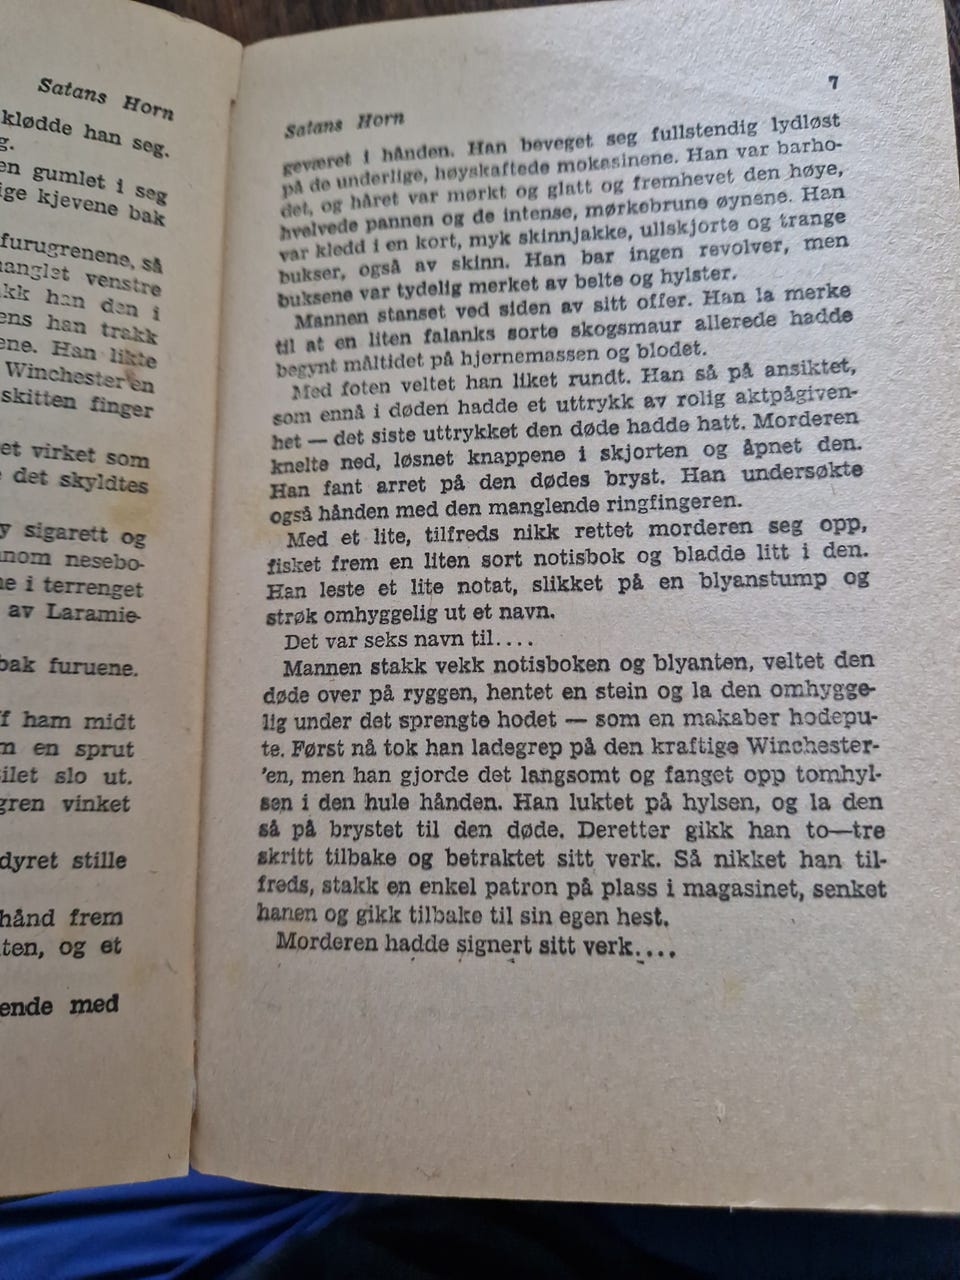 Satans Horn
klødde han seg.
g.
en gumlet i seg
ige kjevene bak
furugrenene, så
manglet venstre
kk han den i
ens han trakk
ene. Han likte
Winchester'en
skitten finger
et virket som
det skyldtes
y sigarett og
nom nesebo-
ne i terrenget
av Laramie-
bak furuene.
ff ham midt
m en sprut
ilet slo ut.
gren vinket
dyret stille
hånd frem
ten, og et
ende med
7
Satans Horn
geværet i hånden. Han beveget seg fullstendig lydløst
på de underlige, høyskaftede mokasinene. Han var barho-
det, og håret var mørkt og glatt og fremhevet den høye,
hvelvede pannen og de intense, mørkebrune øynene. Han
var kledd i en kort, myk skinnjakke, ullskjorte og trange
bukser, også av skinn. Han bar ingen revolver, men
buksene var tydelig merket av belte og hylster.
Mannen stanset ved siden av sitt offer. Han la merke
til at en liten falanks sorte skogsmaur allerede hadde
begynt måltidet på hjernemassen og blodet.
Med foten veltet han liket rundt. Han så på ansiktet,
som ennå i døden hadde et uttrykk av rolig aktpågiven-
het — det siste uttrykket den døde hadde hatt. Morderen
knelte ned, løsnet knappene i skjorten og åpnet den.
Han fant arret på den dødes bryst. Han undersøkte
også hånden med den manglende ringfingeren.
Med et lite, tilfreds nikk rettet morderen seg opp,
fisket frem en liten sort notisbok og bladde litt i den.
Han leste et lite notat, slikket på en blyanstump og
strøk omhyggelig ut et navn.
Det var seks navn til....
Mannen stakk vekk notisboken og blyanten, veltet den
døde over på ryggen, hentet en stein og la den omhygge-
lig under det sprengte hodet — som en makaber hodepu-
te. Først nå tok han ladegrep på den kraftige Winchester-
'en, men han gjorde det langsomt og fanget opp tomhyl-
sen i den hule hånden. Han luktet på hylsen, og la den
så på brystet til den døde. Deretter gikk han to—tre
skritt tilbake og betraktet sitt verk. Så nikket han til-
freds, stakk en enkel patron på plass i magasinet, senket
hanen og gikk tilbake til sin egen hest.
Morderen hadde signert sitt verk....